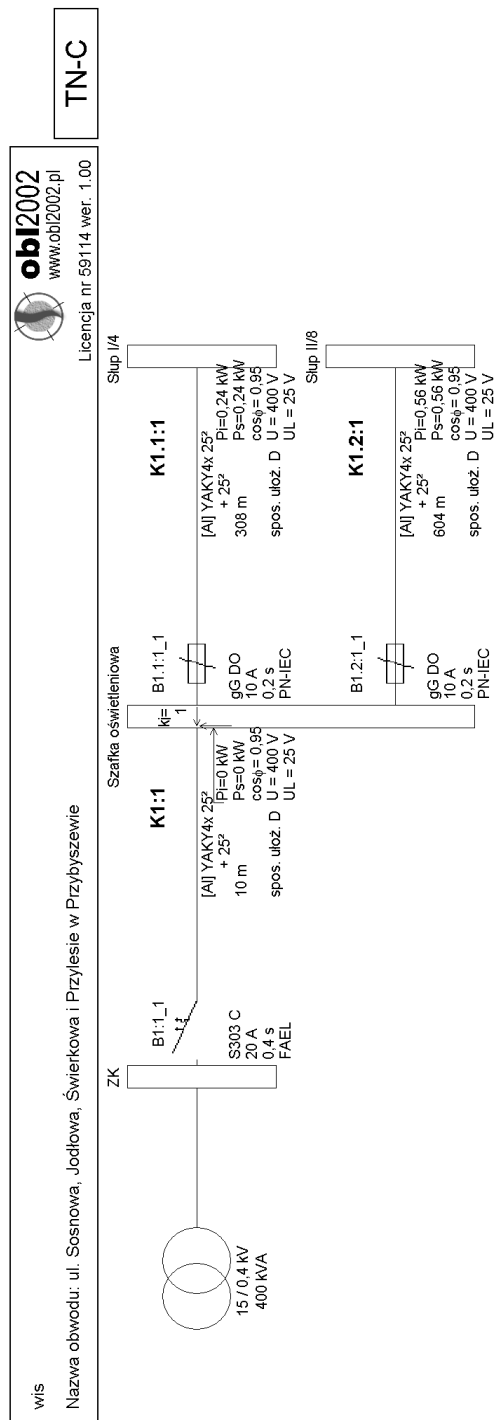 wis
Nazwa obwodu: ul. Sosnowa, Jodłowa, Świerkowa i Przylesie w Przybyszewie
obl2002
www.obl2002.pl
Licencja nr 59114 wer. 1.00
TN-C
15 / 0,4 kV
400 kVA
ZK
B1:1_1
S303 C
20 A
0,4 s
FAEL
K1:1
[Al] YAKY4x 25²
+ 25²
10 m
spos. ułoż. D
Pi=0 kW
Ps=0 kW
cosϕ= 0,95
U = 400 V
UL = 25 V
Szafka oświetleniowa
kj=
1
B1.1:1_1
gG DO
10 A
0,2 s
PN-IEC
K1.1:1
[Al] YAKY4x 25²
+ 25²
308 m
spos. ułoż. D
Pi=0,24 kW
Ps=0,24 kW
cosϕ= 0,95
U = 400 V
UL = 25 V
Słup I/4
B1.2:1_1
gG DO
10 A
0,2 s
PN-IEC
K1.2:1
[Al] YAKY4x 25²
+ 25²
604 m
spos. ułoż. D
Pi=0,56 kW
Ps=0,56 kW
cosϕ= 0,95
U = 400 V
UL = 25 V
Słup II/8